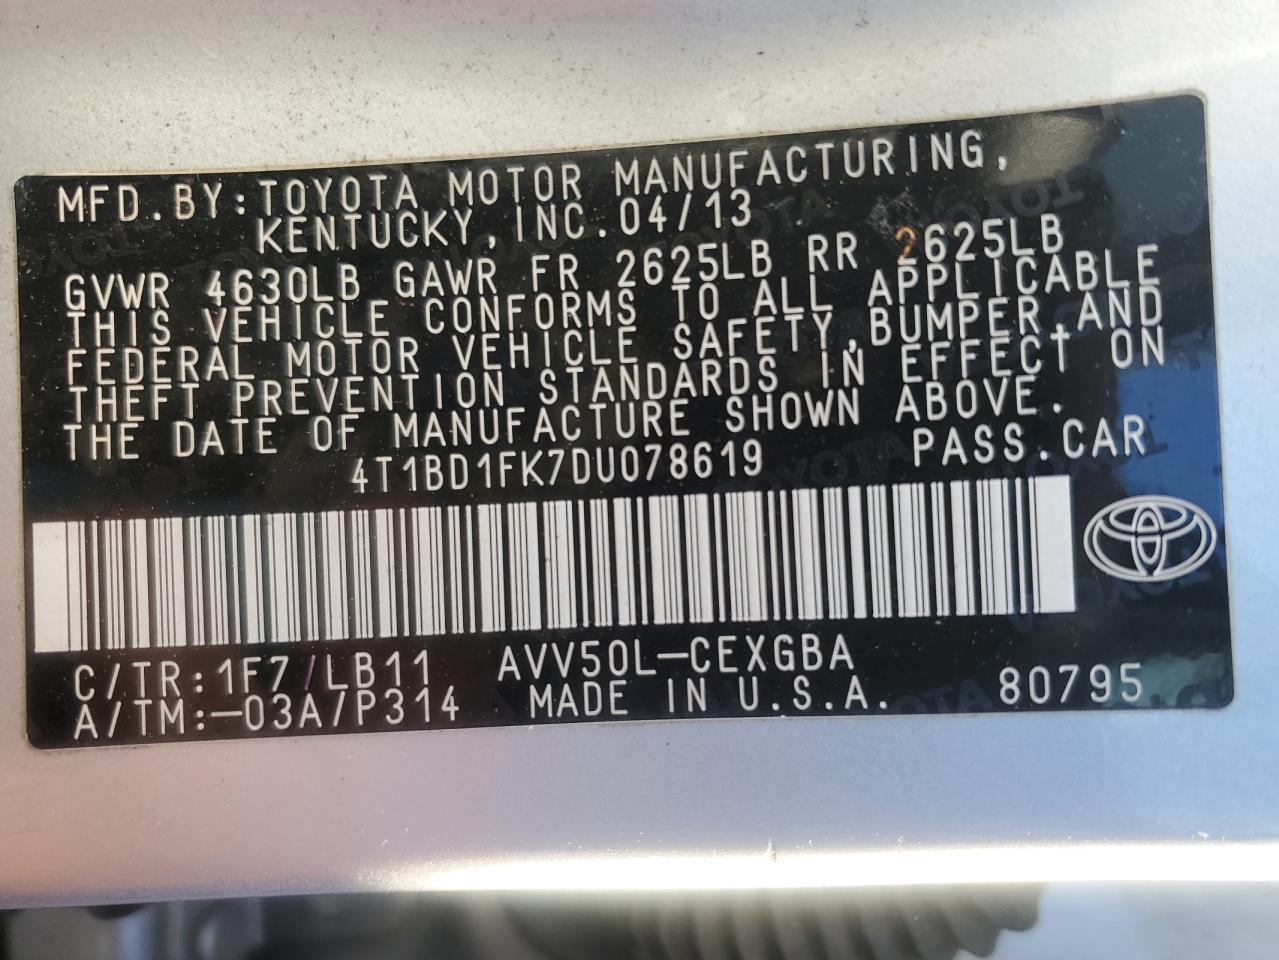 MFD.BY:TOYOTA MOTOR MANUFACTURING,
KENTUCKY,INC.04/13
GVWR 4630LB GAWR FR 2625LB RR 2625LB
THIS VEHICLE CONFORMS TO ALL APPLICABLE
FEDERAL MOTOR VEHICLE SAFETY,BUMPER,AND
THEFT PREVENTION STANDARDS IN EFFECT ON
THE DATE OF MANUFACTURE SHOWN ABOVE.
4T1BD1FK7DU078619 PASS.CAR
C/TR:1F7/LB11 AVV50L-CEXGBA
A/TM:-03A/P314 MADE IN U.S.A. 80795